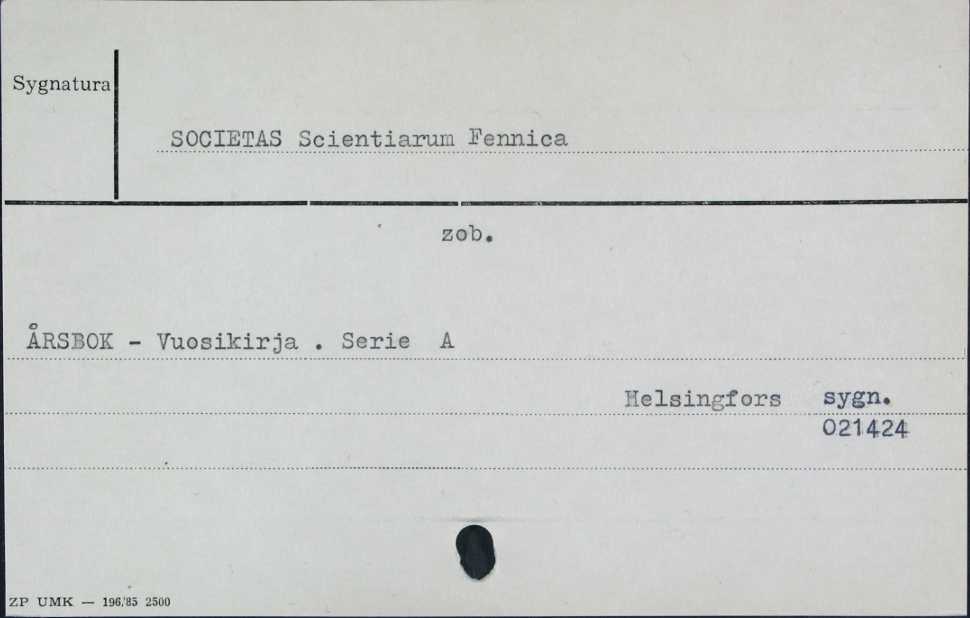 Sygnatura
SOCIETAS Scientiarum Fennica
zob.
ÅRSBOK - Vuosikirja . Serie A
Helsingfors sygn.
021424
ZP UMK — 196/85 2500